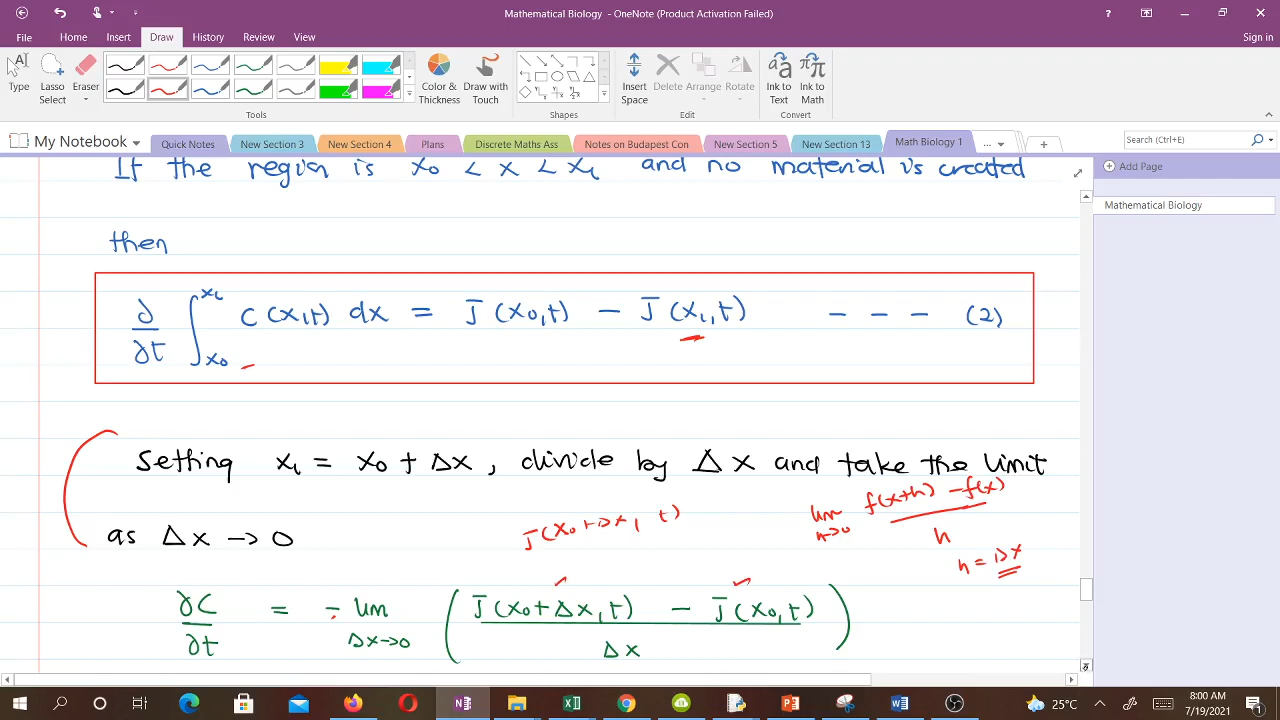 Mathematical Biology - OneNote (Product Activation Failed)
File Home Insert Draw History Review View Sign in
Type Lasso Select Eraser Color & Thickness Draw with Touch Insert Space Delete Arrange Rotate Ink to Text Ink to Math
Tools Shapes Edit Convert
My Notebook Quick Notes New Section 3 New Section 4 Plans Discrete Maths Ass Notes on Budapest Con New Section 5 New Section 13 Math Biology 1 ... Search (Ctrl+E)
Add Page
Mathematical Biology
If the region is x₀ < x < x₁ and no material is created
then
∂/∂t ∫_{x₀}^{x₁} C(x,t) dx = J(x₀,t) − J(x₁,t) - - - (2)
Setting x₁ = x₀ + Δx, divide by Δx and take the limit
as Δx → 0
J(x₀+Δx, t)
lim h→0 f(x+h) − f(x) / h
h = Δx
∂C/∂t = − lim Δx→0 ( J(x₀+Δx, t) − J(x₀,t) / Δx )
25°C
8:00 AM
7/19/2021